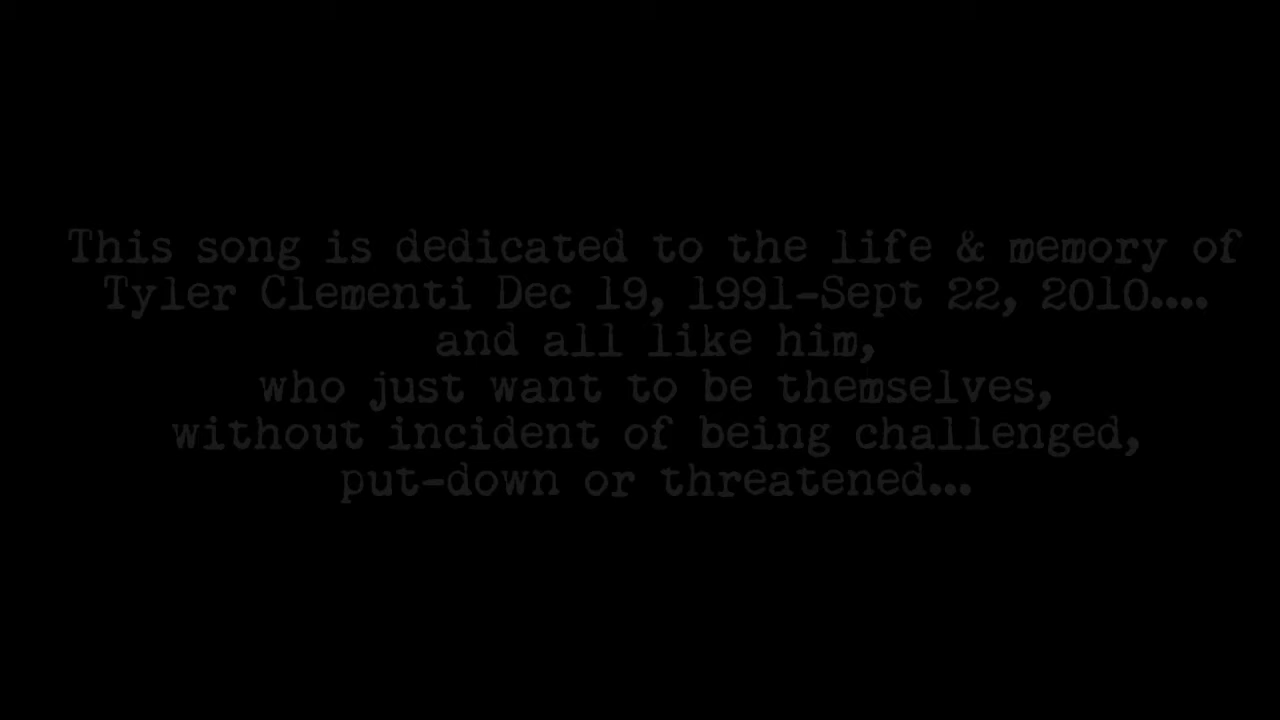 This song is dedicated to the life & memory of
Tyler Clementi Dec 19, 1991-Sept 22, 2010....
and all like him,
who just want to be themselves,
without incident of being challenged,
put-down or threatened...